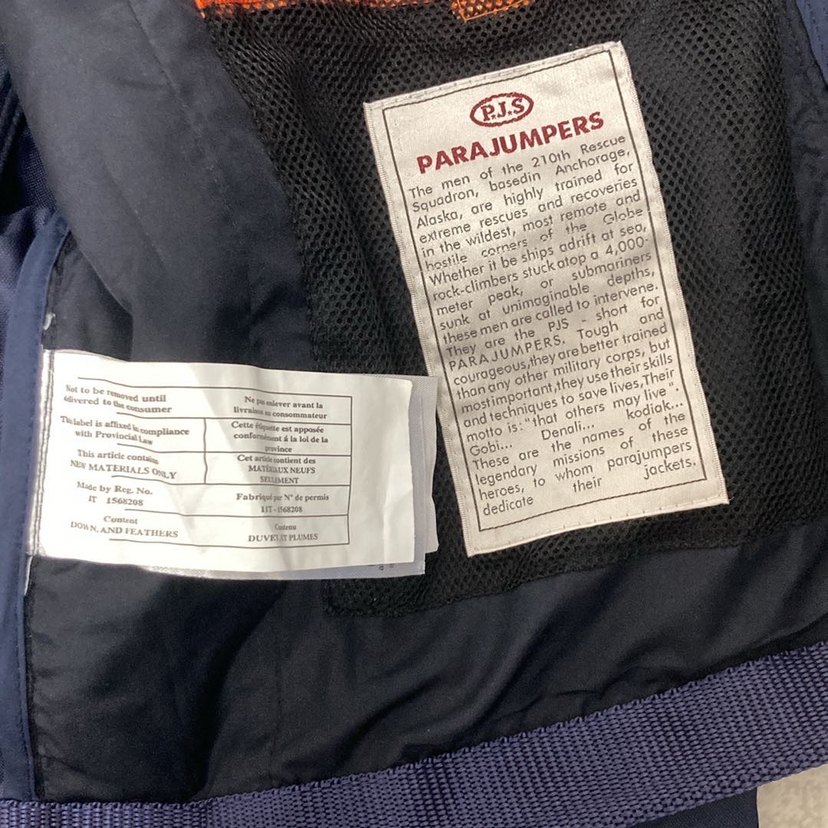 P.J.S
PARAJUMPERS
The men of the 210th Rescue
Squadron, basedin Anchorage,
Alaska, are highly trained for
extreme rescues and recoveries
in the wildest, most remote and
hostile corners of the Globe
Whether it be ships adrift at sea,
rock-climbers stuck atop a 4,000-
meter peak, or submariners
sunk at unimaginable depths,
these men are called to intervene.
They are the PJS - short for
PARAJUMPERS. Tough and
courageous,they are better trained
than any other military corps, but
most important,they use their skills
and techniques to save lives,Their
motto is:"that others may live".
Gobi... Denali... kodiak...
These are the names of the
legendary missions of these
heroes, to whom parajumpers
dedicate their jackets.
Not to be removed until
delivered to the consumer
Ne pas enlever avant la
livraison au consommateur
This label is affixed in compliance
with Provincial Law
Cette étiquette est apposée
conformément á la loi de la
province
This article contains
NEW MATERIALS ONLY
Cet article contient des
MATÉRIAUX NEUFS
SEULEMENT
Made by Reg. No.
IT 1568208
Fabriqué par N° de permis
IT-1568208
Content
DOWN, AND FEATHERS
Contenu
DUVET, PLUMES